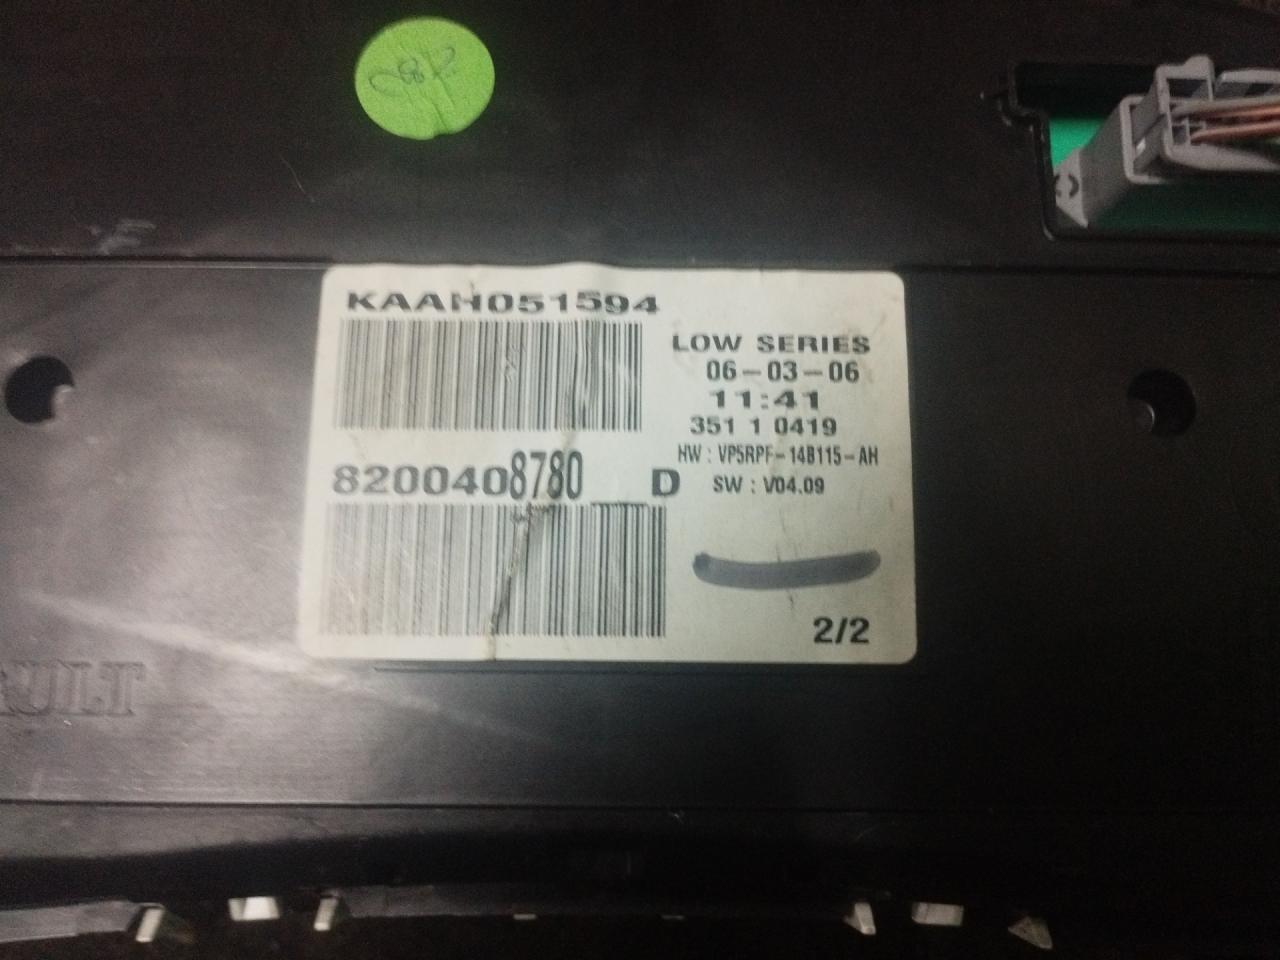 KAAH051594
LOW SERIES
06-03-06
11:41
351 1 0419
HW : VP5RPF-14B115-AH
8200408780__D
SW : V04.09
2/2